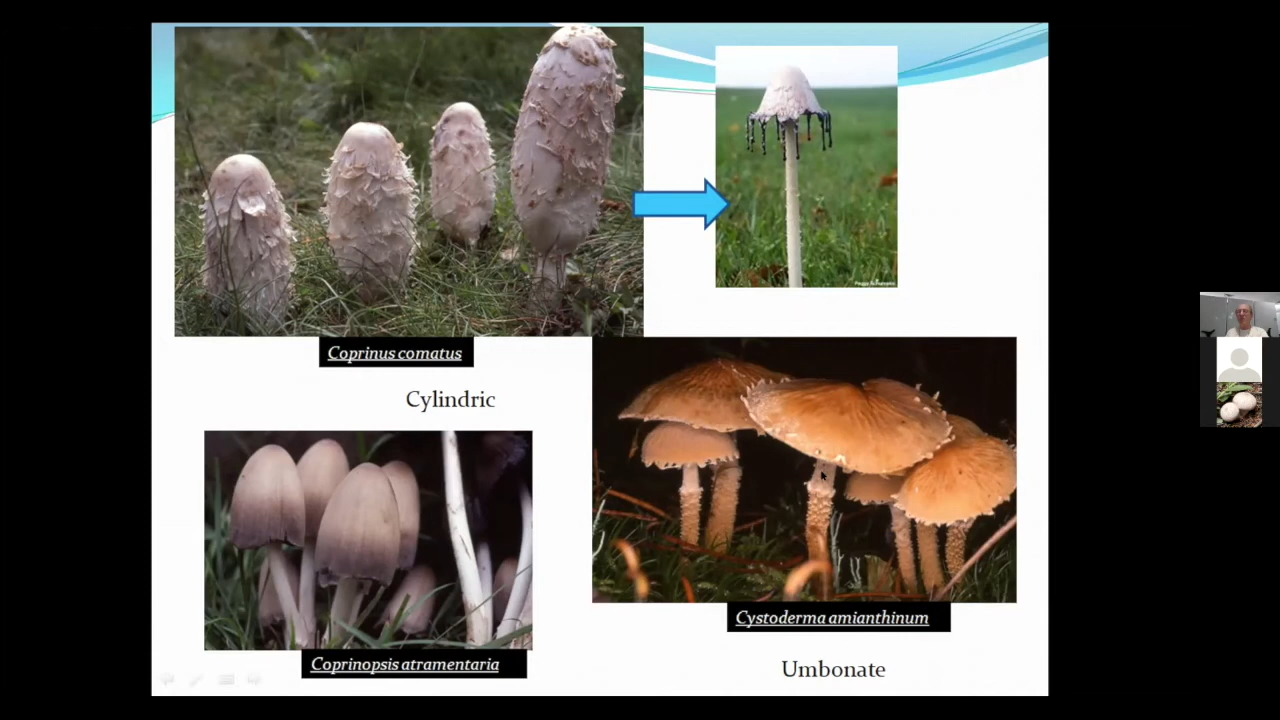 Coprinus comatus
Cylindric
Coprinopsis atramentaria
Cystoderma amianthinum
Umbonate